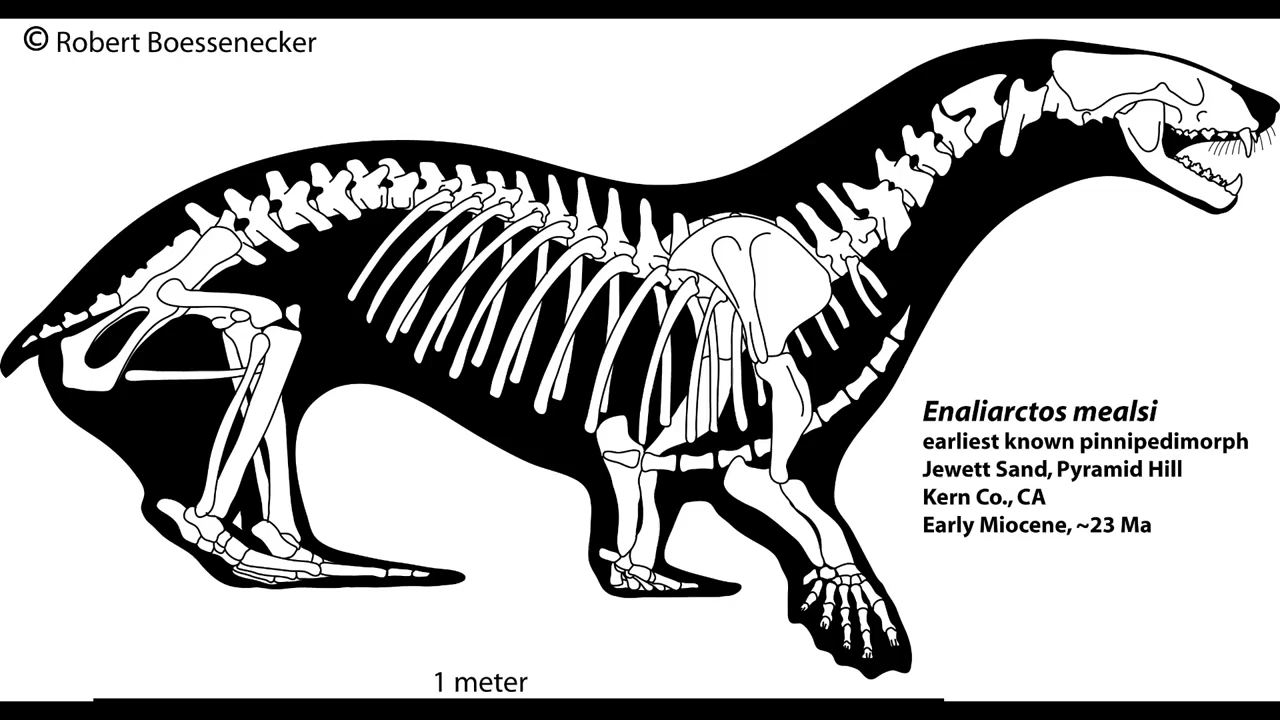 © Robert Boessenecker
Enaliarctos mealsi
earliest known pinnipedimorph
Jewett Sand, Pyramid Hill
Kern Co., CA
Early Miocene, ~23 Ma
1 meter